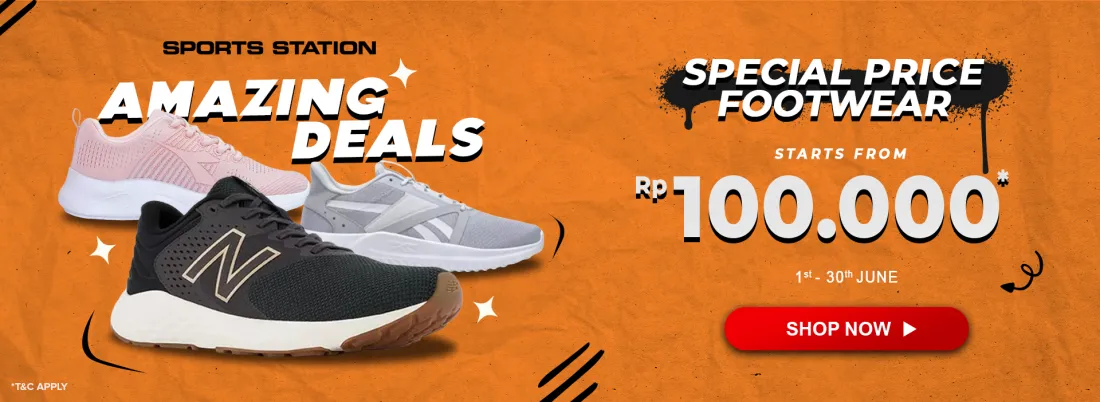 SPORTS STATION
AMAZING
DEALS
*T&C APPLY
SPECIAL PRICE
FOOTWEAR
STARTS FROM
Rp 100.000*
1st - 30th JUNE
SHOP NOW